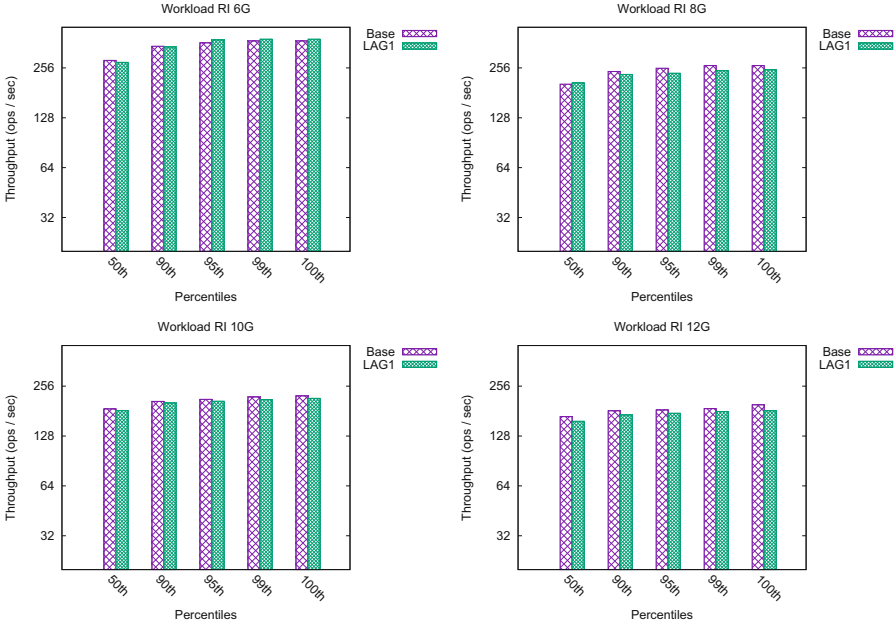 Workload RI 6G
Throughput (ops / sec)
256
128
64
32
50th
90th
95th
99th
100th
Percentiles
Base
LAG1
Workload RI 8G
Throughput (ops / sec)
256
128
64
32
50th
90th
95th
99th
100th
Percentiles
Base
LAG1
Workload RI 10G
Throughput (ops / sec)
256
128
64
32
50th
90th
95th
99th
100th
Percentiles
Base
LAG1
Workload RI 12G
Throughput (ops / sec)
256
128
64
32
50th
90th
95th
99th
100th
Percentiles
Base
LAG1